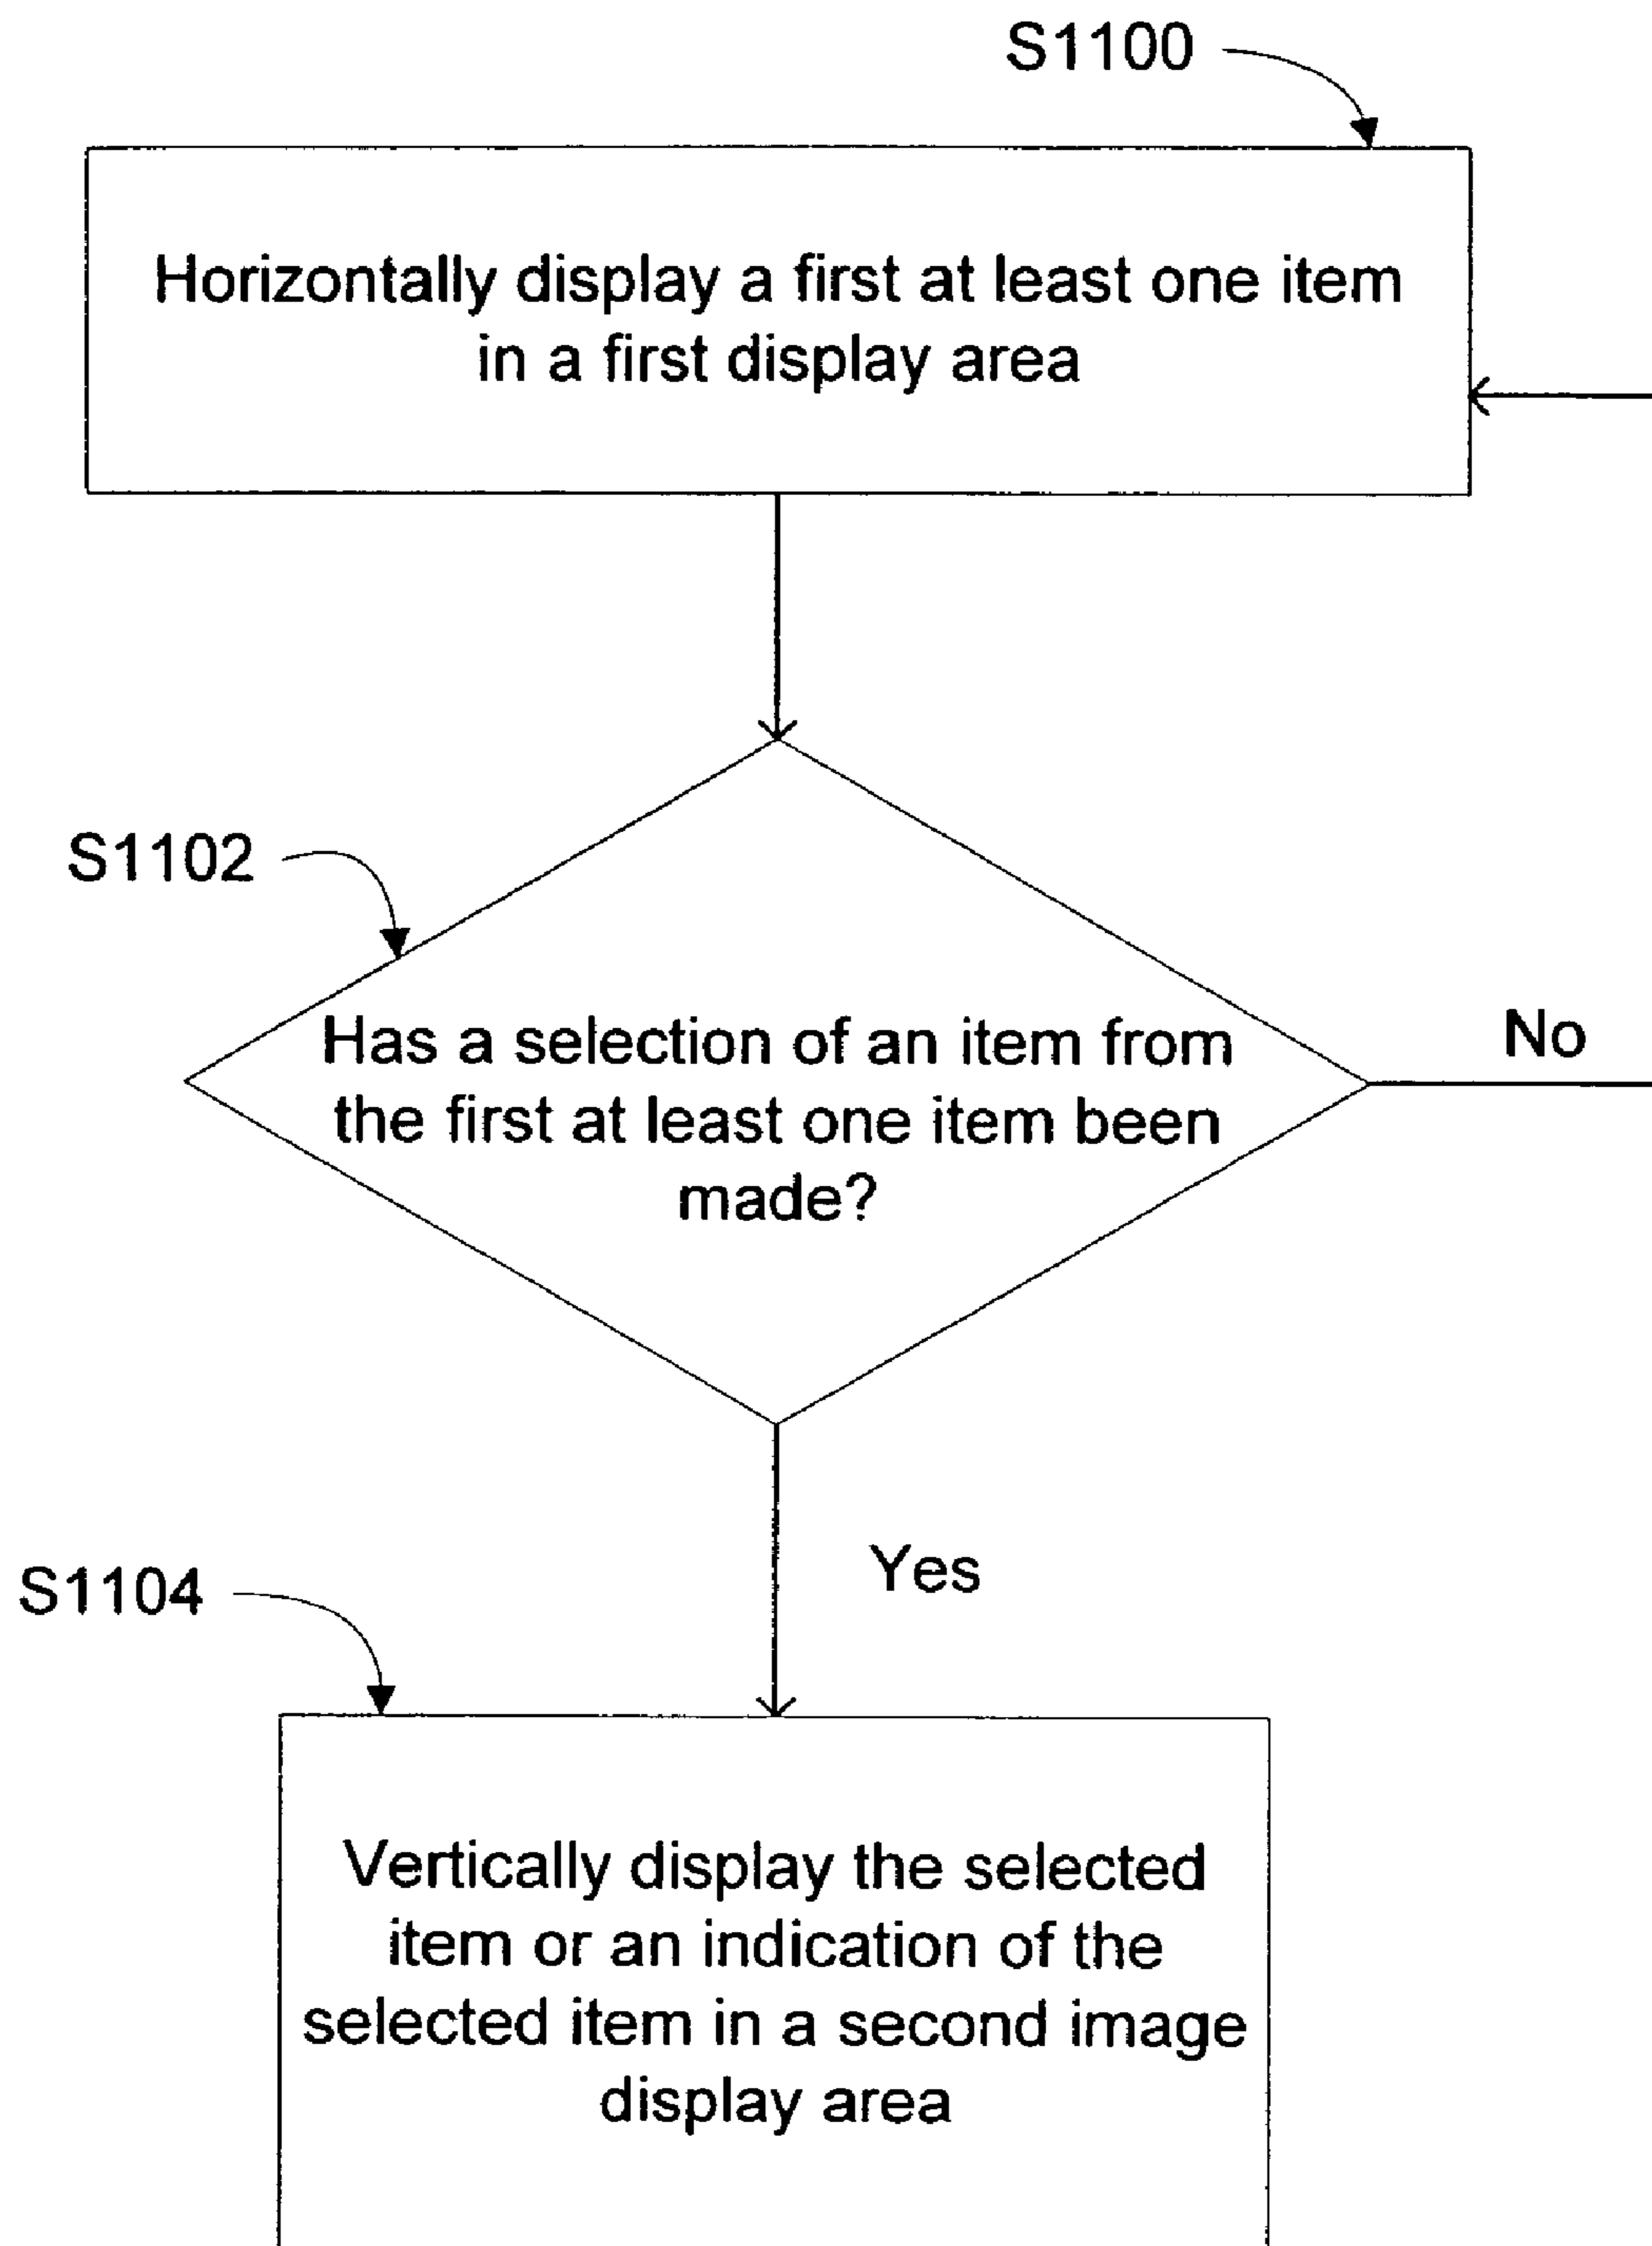 S1100
Horizontally display a first at least one item
in a first display area
S1102
Has a selection of an item from
the first at least one item been
made?
No
Yes
S1104
Vertically display the selected
item or an indication of the
selected item in a second image
display area